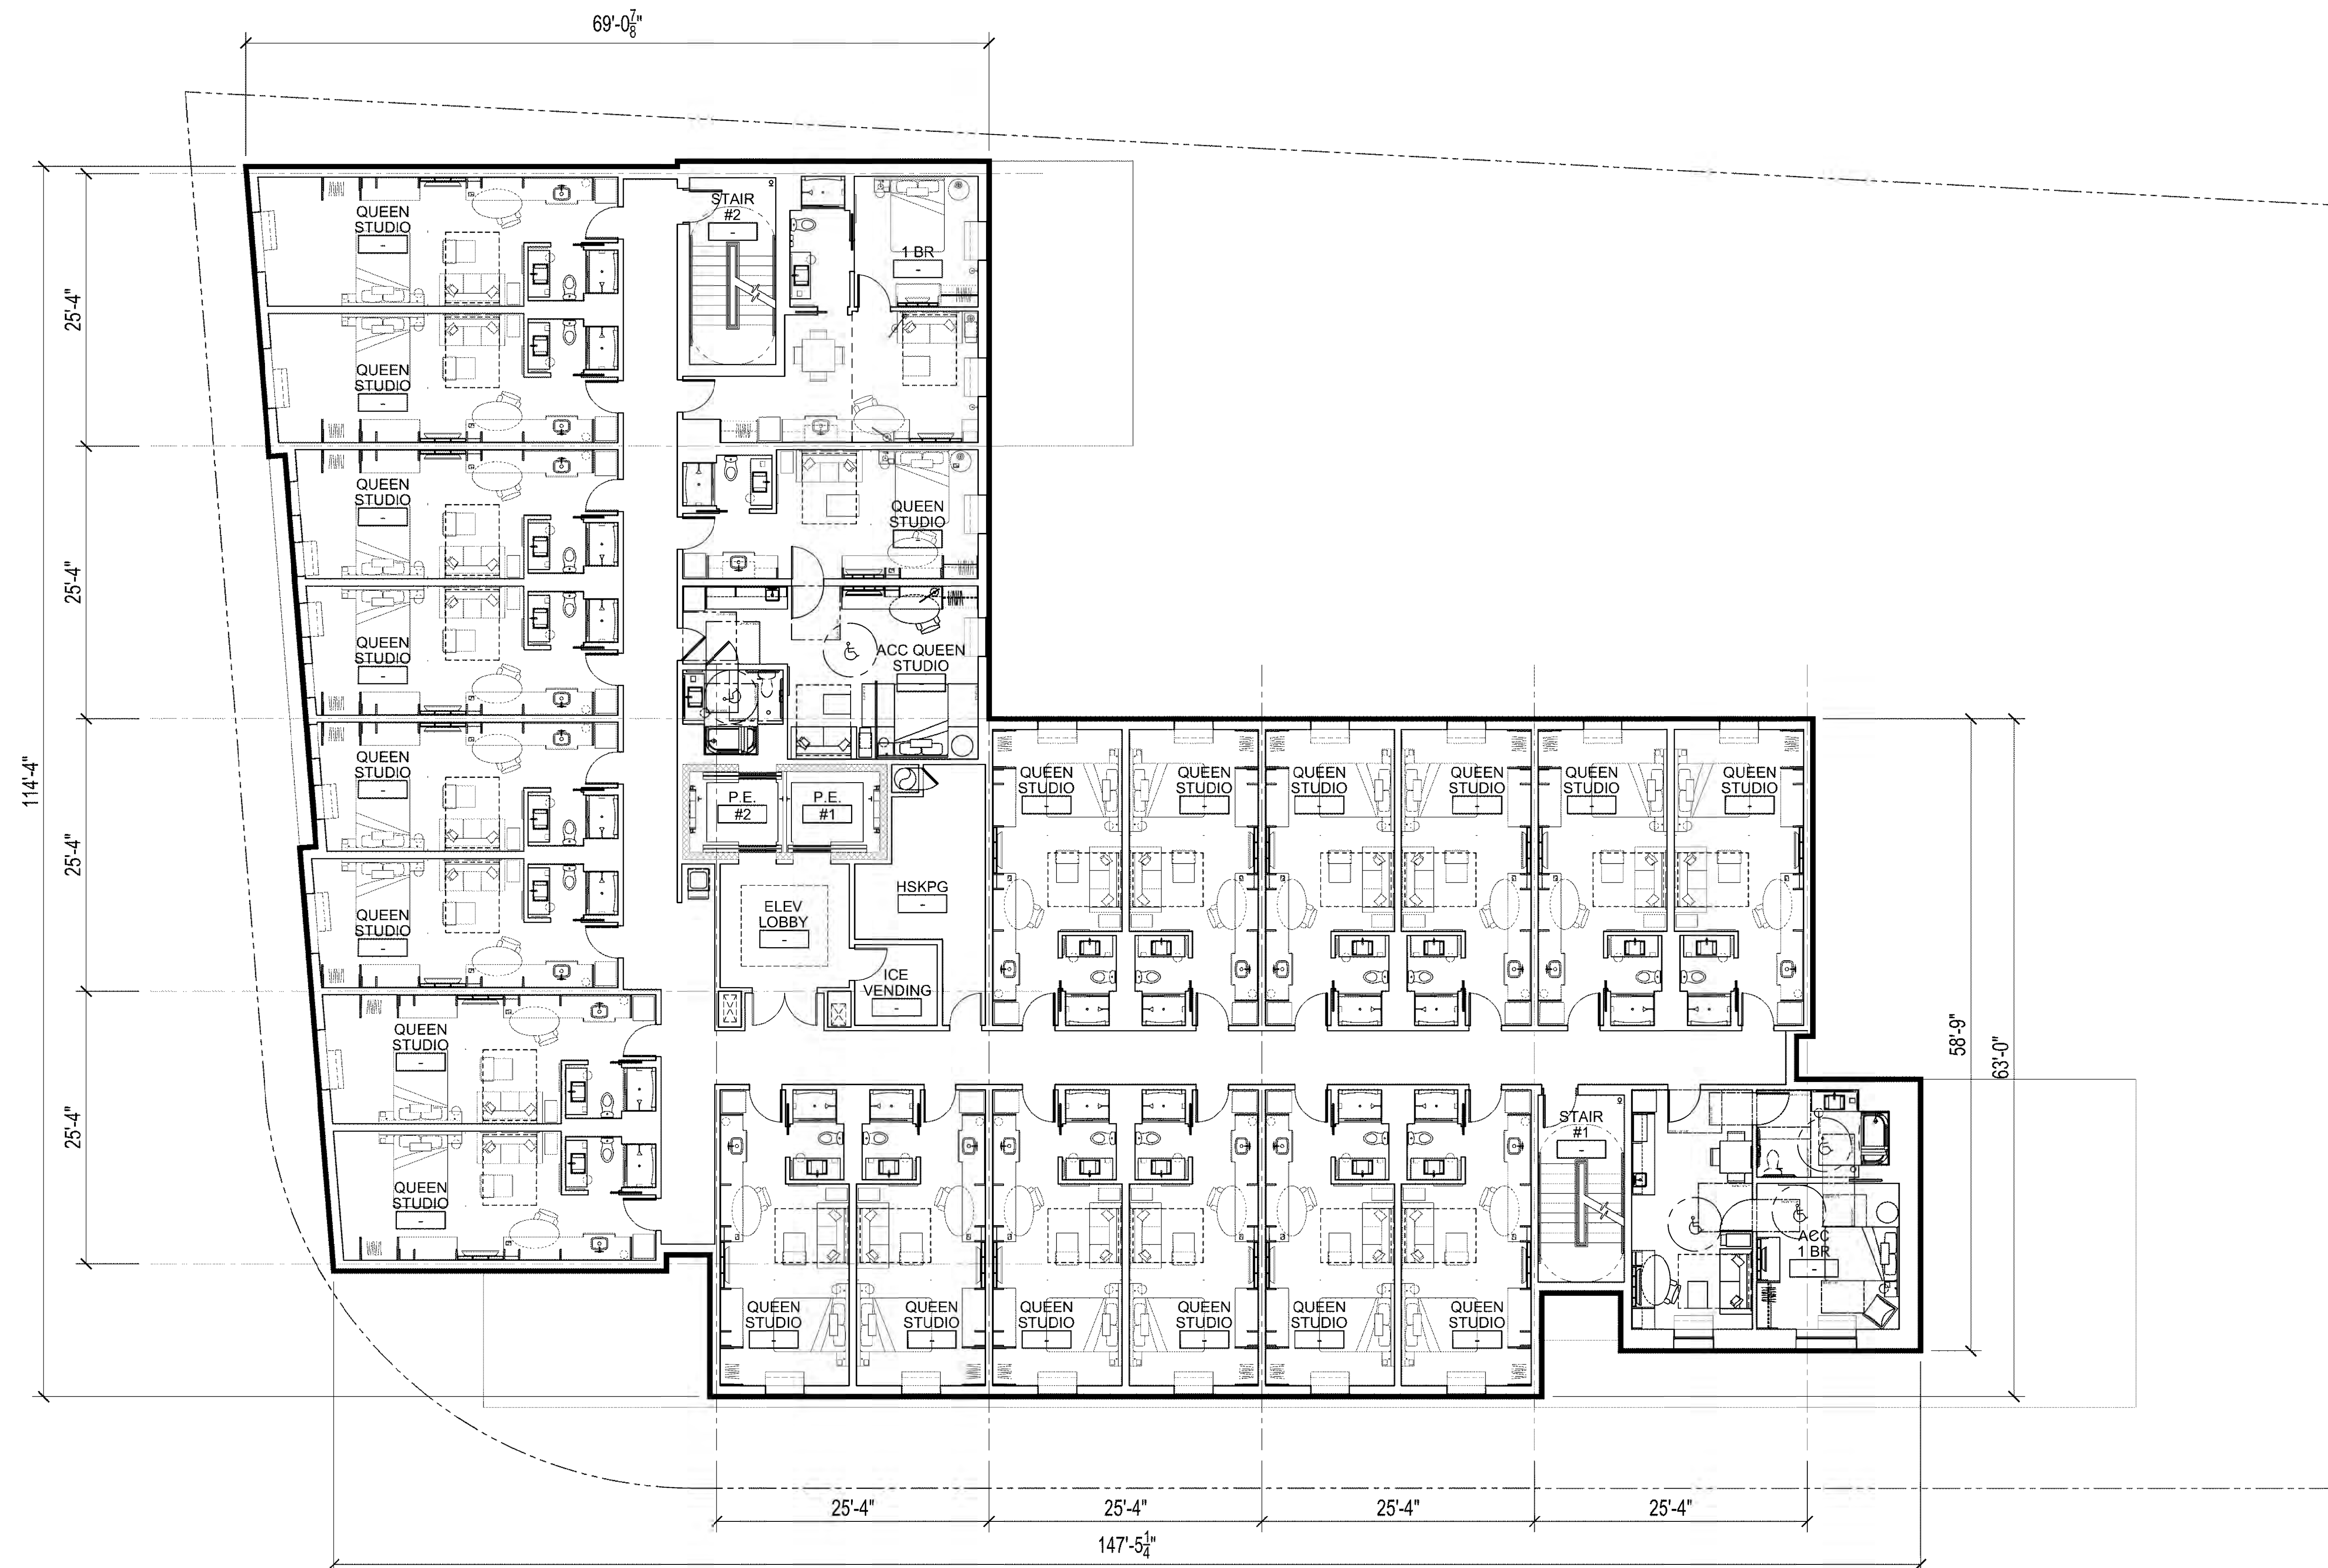 69'-0 7/8"
STAIR
#2
QUEEN
STUDIO
-
1 BR
-
25'-4"
QUEEN
STUDIO
-
QUEEN
STUDIO
-
QUEEN
STUDIO
-
25'-4"
QUEEN
STUDIO
-
ACC QUEEN
STUDIO
-
114'-4"
25'-4"
QUEEN
STUDIO
-
P.E.
#2
P.E.
#1
QUEEN
STUDIO
-
QUEEN
STUDIO
-
QUEEN
STUDIO
-
QUEEN
STUDIO
-
QUEEN
STUDIO
-
QUEEN
STUDIO
-
HSKPG
-
ELEV
LOBBY
-
QUEEN
STUDIO
-
ICE
VENDING
-
58'-9"
63'-0"
25'-4"
QUEEN
STUDIO
-
STAIR
#1
-
QUEEN
STUDIO
-
ACC
1 BR
-
QUEEN
STUDIO
-
QUEEN
STUDIO
-
QUEEN
STUDIO
-
QUEEN
STUDIO
-
QUEEN
STUDIO
-
QUEEN
STUDIO
-
25'-4"
25'-4"
25'-4"
25'-4"
147'-5 1/4"